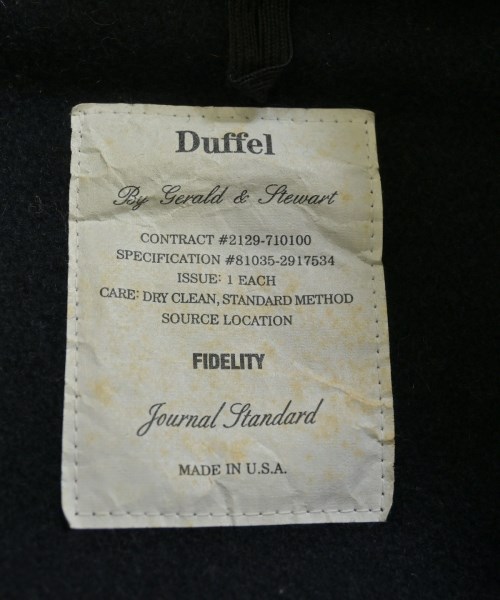 Duffel
By Gerald & Stewart
CONTRACT #2129-710100
SPECIFICATION #81035-2917534
ISSUE: 1 EACH
CARE: DRY CLEAN, STANDARD METHOD
SOURCE LOCATION
FIDELITY
Journal Standard
MADE IN U.S.A.